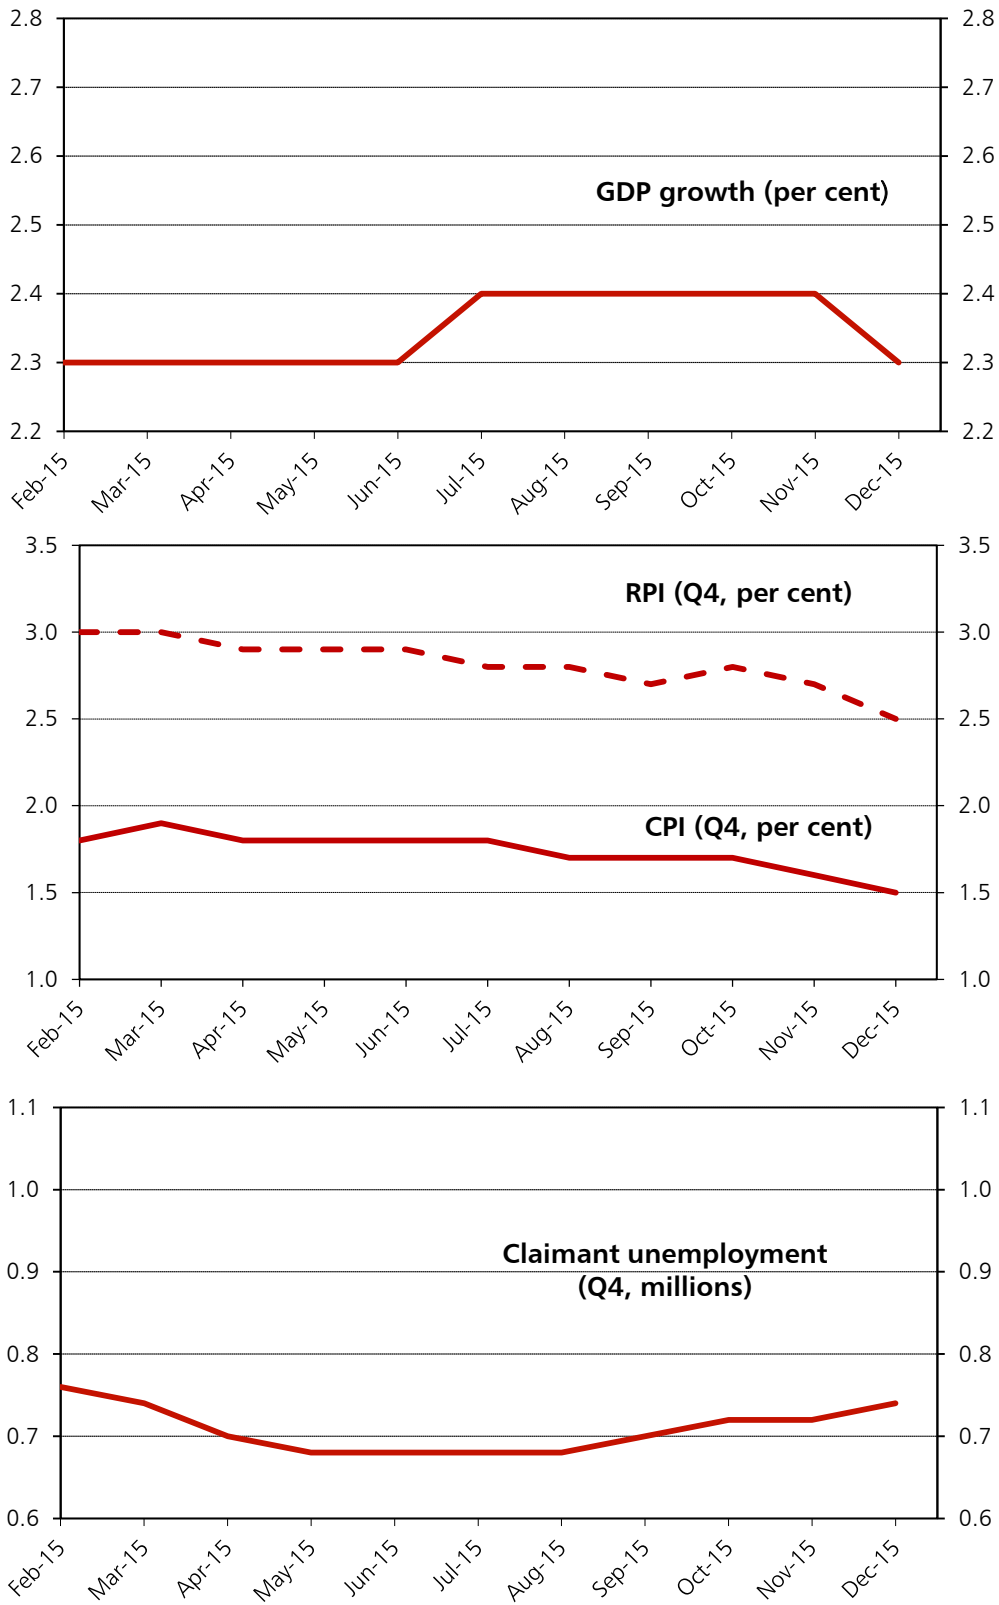 2.8 2.8
2.7 2.7
2.6 2.6
GDP growth (per cent)
2.5 2.5
2.4 2.4
2.3 2.3
2.2 2.2
Feb-15 Mar-15 Apr-15 May-15 Jun-15 Jul-15 Aug-15 Sep-15 Oct-15 Nov-15 Dec-15
3.5 3.5
RPI (Q4, per cent)
3.0 3.0
2.5 2.5
2.0 2.0
CPI (Q4, per cent)
1.5 1.5
1.0 1.0
Feb-15 Mar-15 Apr-15 May-15 Jun-15 Jul-15 Aug-15 Sep-15 Oct-15 Nov-15 Dec-15
1.1 1.1
1.0 1.0
Claimant unemployment
0.9 0.9
(Q4, millions)
0.8 0.8
0.7 0.7
0.6 0.6
Feb-15 Mar-15 Apr-15 May-15 Jun-15 Jul-15 Aug-15 Sep-15 Oct-15 Nov-15 Dec-15